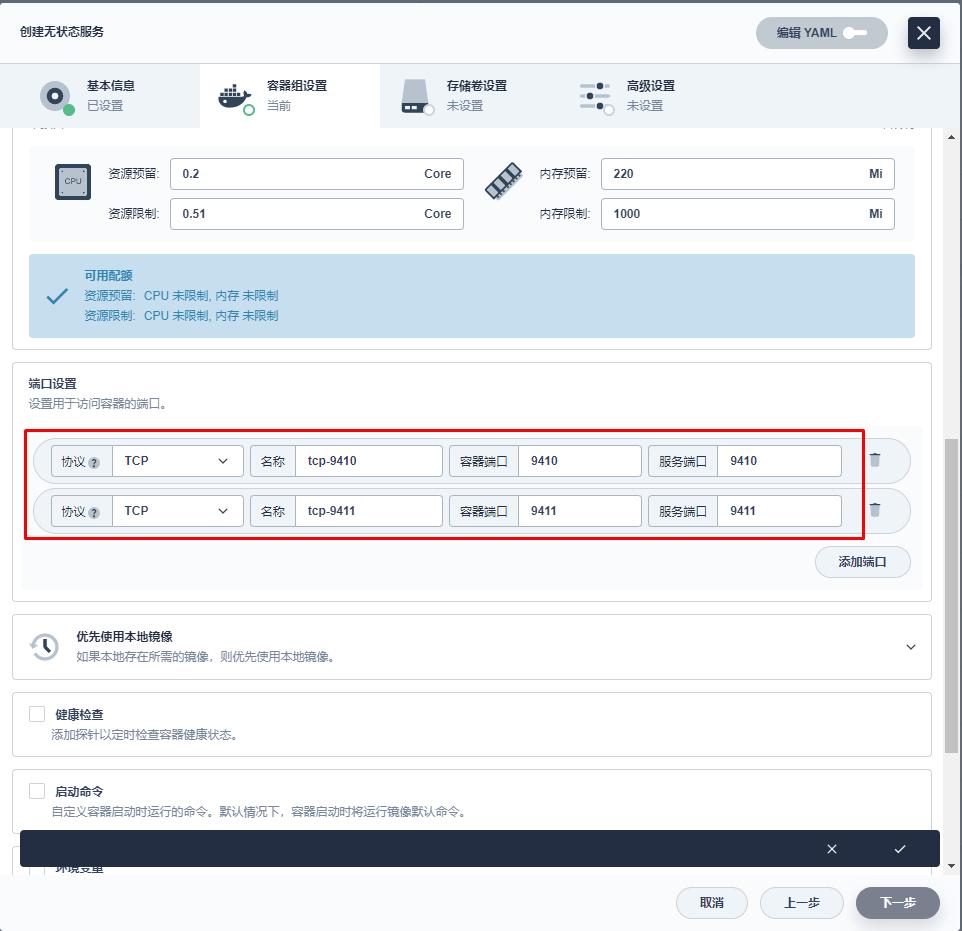 创建无状态服务
编辑 YAML
基本信息
已设置
容器组设置
当前
存储卷设置
未设置
高级设置
未设置
CPU
资源预留:
0.2
Core
内存预留:
220
Mi
资源限制:
0.51
Core
内存限制:
1000
Mi
可用配额
资源预留: CPU 未限制, 内存 未限制
资源限制: CPU 未限制, 内存 未限制
端口设置
设置用于访问容器的端口。
协议 ? TCP 名称 tcp-9410 容器端口 9410 服务端口 9410
协议 ? TCP 名称 tcp-9411 容器端口 9411 服务端口 9411
添加端口
优先使用本地镜像
如果本地存在所需的镜像，则优先使用本地镜像。
健康检查
添加探针以定时检查容器健康状态。
启动命令
自定义容器启动时运行的命令。默认情况下，容器启动时将运行镜像默认命令。
环境变量
取消
上一步
下一步